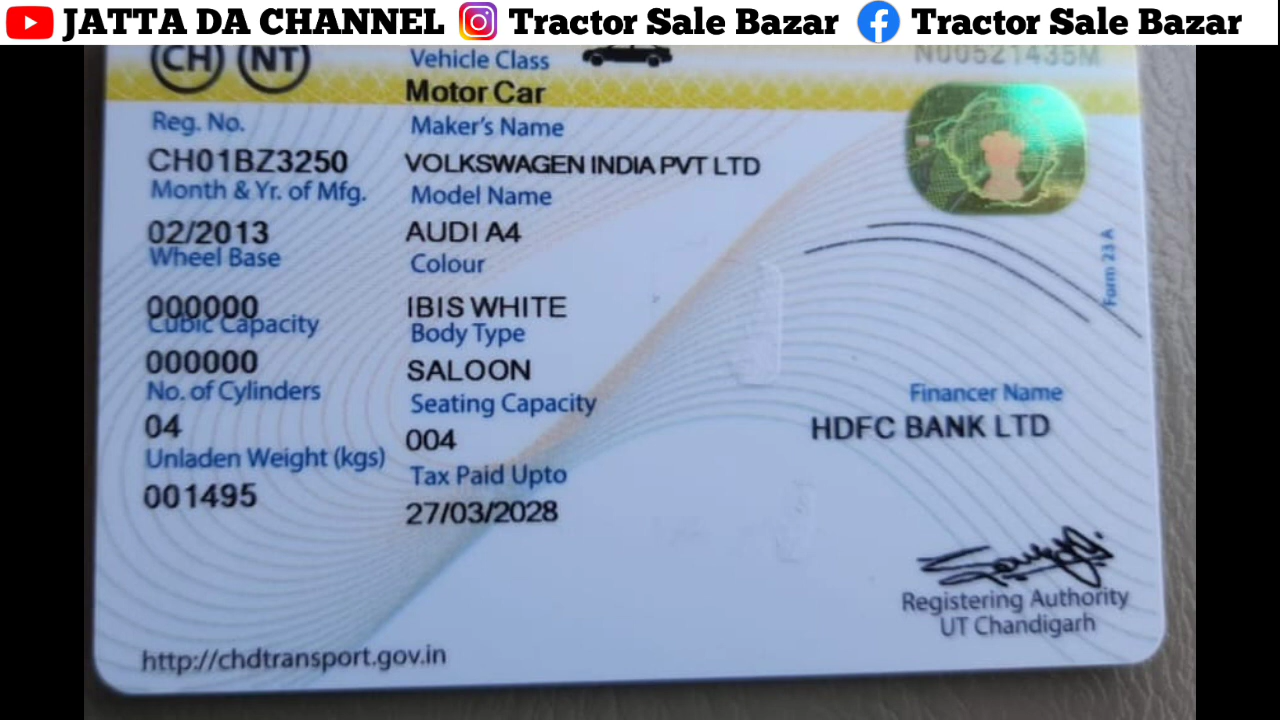 JATTA DA CHANNEL Tractor Sale Bazar Tractor Sale Bazar
CH NT
Vehicle Class
N00521435M
Motor Car
Reg. No.
Maker's Name
CH01BZ3250
VOLKSWAGEN INDIA PVT LTD
Month & Yr. of Mfg.
Model Name
02/2013
AUDI A4
Wheel Base
Colour
Form 23 A
000000
IBIS WHITE
Cubic Capacity
Body Type
000000
SALOON
No. of Cylinders
Seating Capacity
Financer Name
04
004
HDFC BANK LTD
Unladen Weight (kgs)
Tax Paid Upto
001495
27/03/2028
Registering Authority
UT Chandigarh
http://chdtransport.gov.in